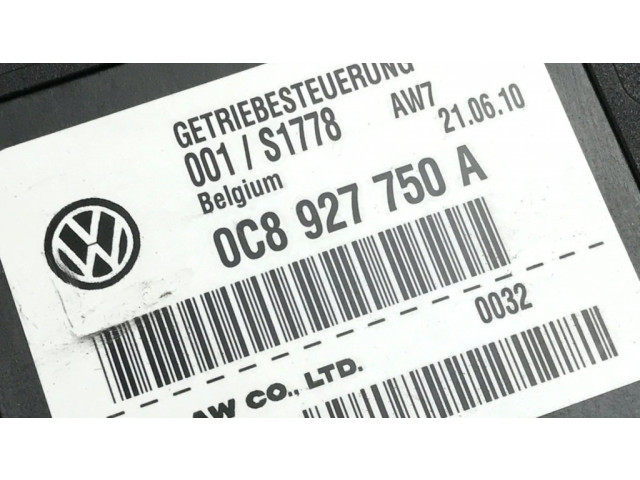 GETRIEBESTEUERUNG
001 / S1778 AW7 21.06.10
Belgium
0C8 927 750 A
0032
AW CO., LTD.